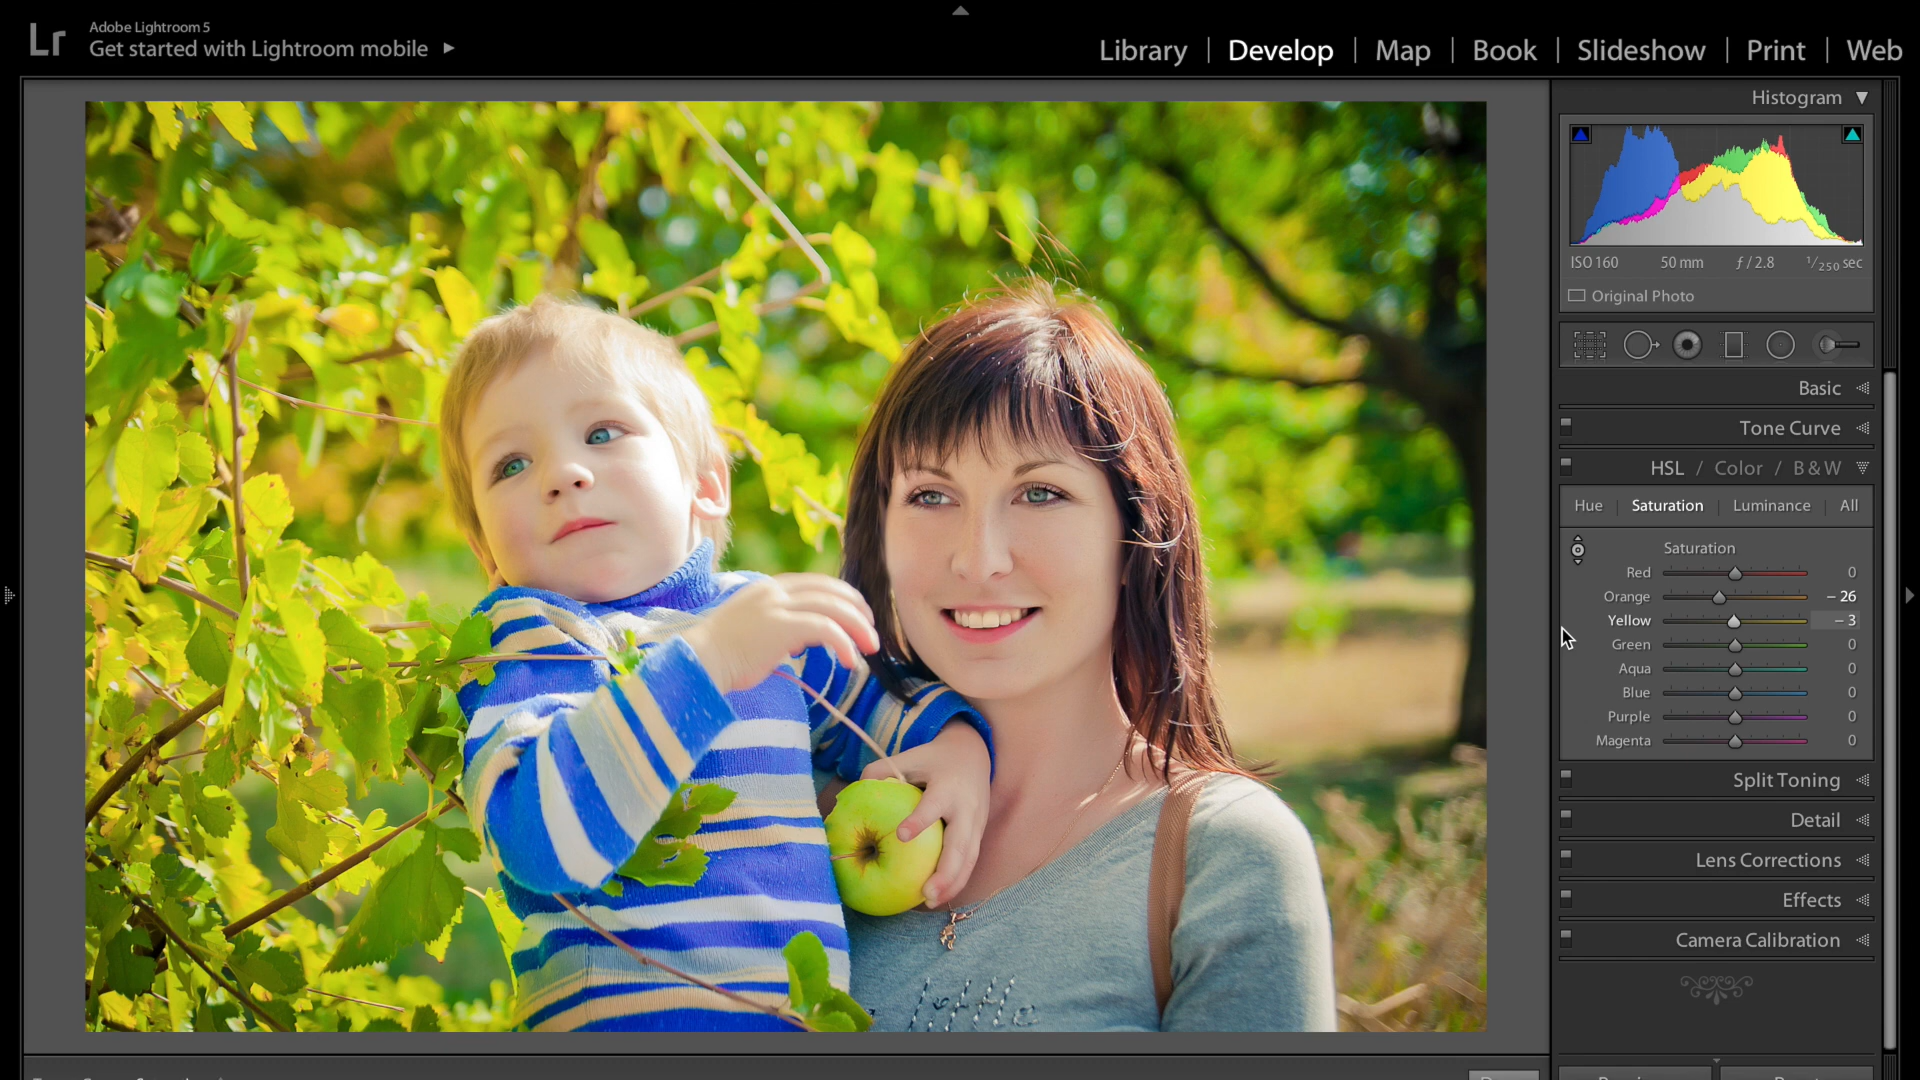 Lr
Adobe Lightroom 5
Get started with Lightroom mobile
Library | Develop | Map | Book | Slideshow | Print | Web
Histogram
ISO 160 50 mm ƒ / 2.8 1/250 sec
Original Photo
Basic
Tone Curve
HSL / Color / B & W
Hue | Saturation | Luminance | All
Saturation
Red 0
Orange – 26
Yellow – 3
Green 0
Aqua 0
Blue 0
Purple 0
Magenta 0
Split Toning
Detail
Lens Corrections
Effects
Camera Calibration
little